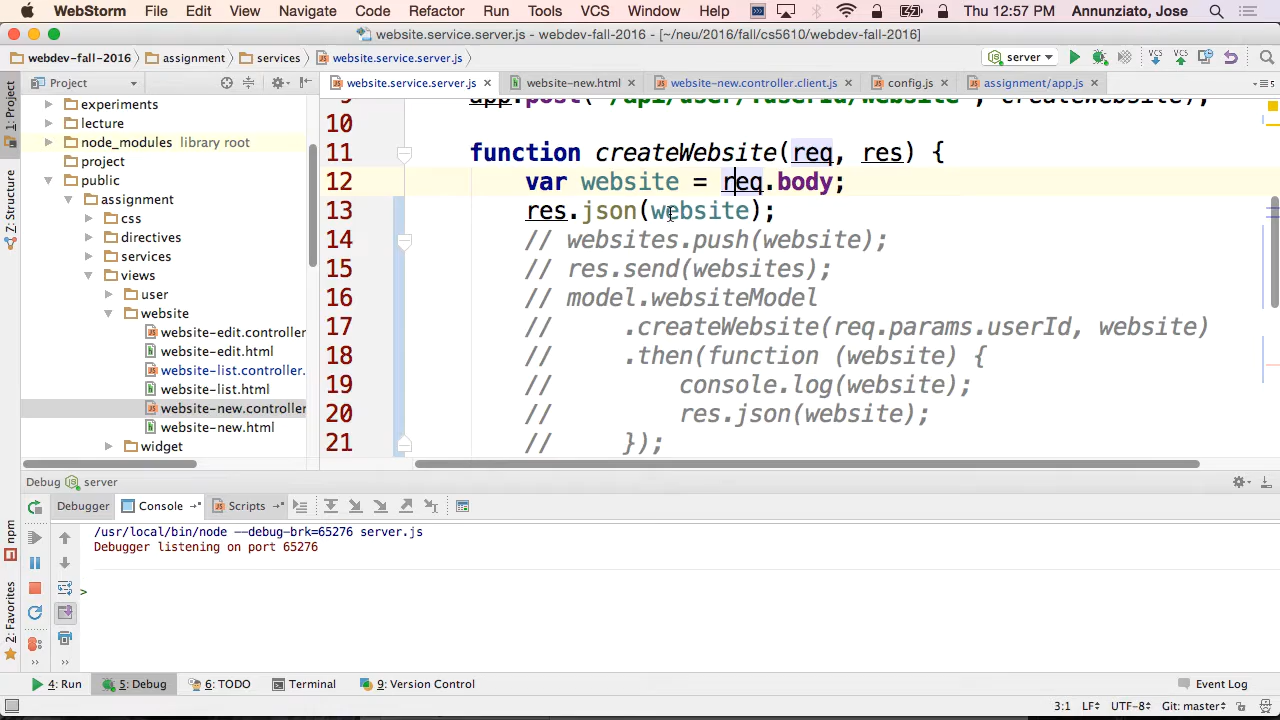 WebStorm File Edit View Navigate Code Refactor Run Tools VCS Window Help Thu 12:57 PM Annunziato, Jose
website.service.server.js - webdev-fall-2016 - [~/neu/2016/fall/cs5610/webdev-fall-2016]
webdev-fall-2016 assignment services website.service.server.js server VCS VCS
Project website.service.server.js website-new.html website-new.controller.client.js config.js assignment/app.js
1: Project
Z: Structure
npm
2: Favorites
experiments
lecture
node_modules library root
project
public
assignment
css
directives
services
views
user
website
website-edit.controller
website-edit.html
website-list.controller.
website-list.html
website-new.controller
website-new.html
widget
10
11 function createWebsite(req, res) {
12 var website = req.body;
13 res.json(website);
14 // websites.push(website);
15 // res.send(websites);
16 // model.websiteModel
17 // .createWebsite(req.params.userId, website)
18 // .then(function (website) {
19 // console.log(website);
20 // res.json(website);
21 // });
Debug server
Debugger Console Scripts
/usr/local/bin/node --debug-brk=65276 server.js
Debugger listening on port 65276
>
4: Run 5: Debug 6: TODO Terminal 9: Version Control Event Log
3:1 LF UTF-8 Git: master